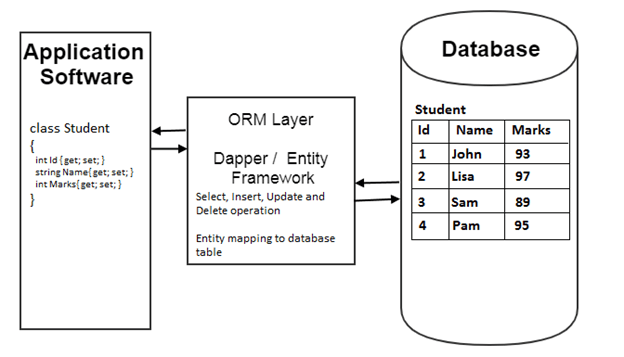 Application
Software
class Student
{
int Id { get; set; }
string Name{ get; set; }
int Marks{ get; set; }
}
ORM Layer
Dapper / Entity
Framework
Select, Insert, Update and
Delete operation
Entity mapping to database
table
Database
Student
Id Name Marks
1 John 93
2 Lisa 97
3 Sam 89
4 Pam 95